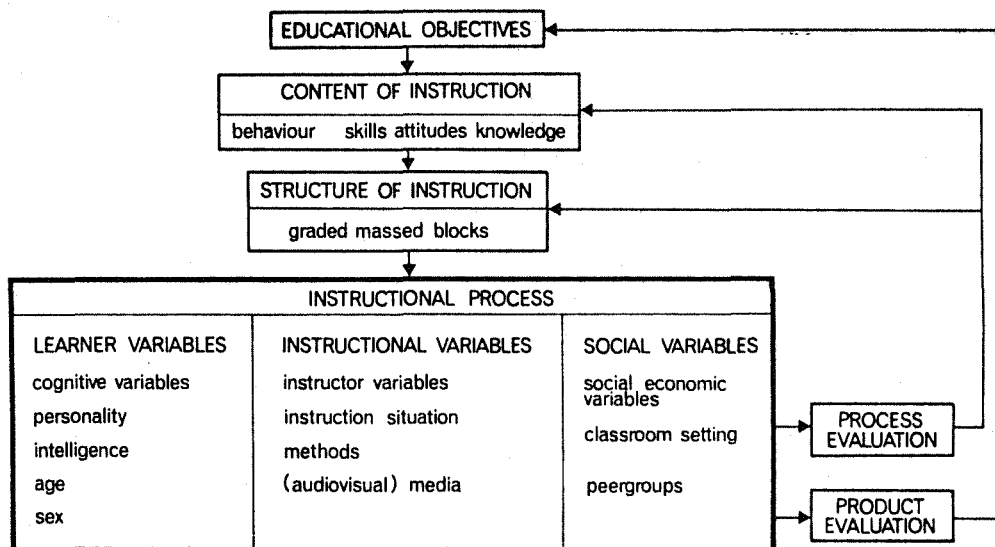 EDUCATIONAL OBJECTIVES
CONTENT OF INSTRUCTION
behaviour skills attitudes knowledge
STRUCTURE OF INSTRUCTION
graded massed blocks
INSTRUCTIONAL PROCESS
LEARNER VARIABLES
cognitive variables
personality
intelligence
age
sex
INSTRUCTIONAL VARIABLES
instructor variables
instruction situation
methods
(audiovisual) media
SOCIAL VARIABLES
social economic
variables
classroom setting
peergroups
PROCESS
EVALUATION
PRODUCT
EVALUATION